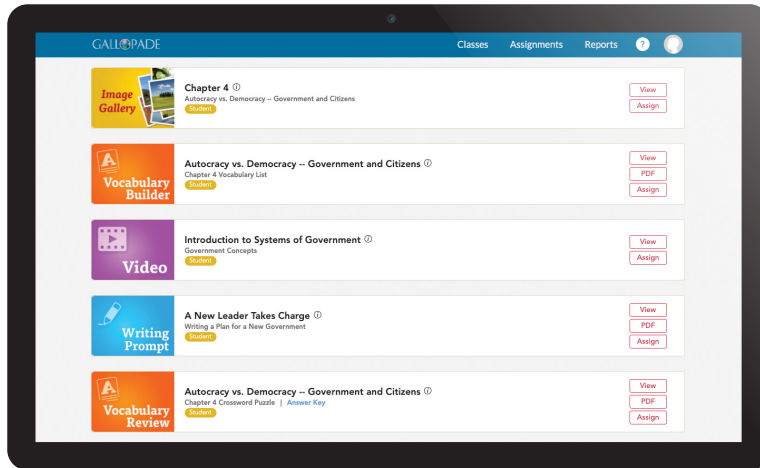 GALLOPADE
Classes Assignments Reports ?
Image
Gallery
Chapter 4 i
Autocracy vs. Democracy -- Government and Citizens
Student
View
Assign
A
Vocabulary
Builder
Autocracy vs. Democracy -- Government and Citizens i
Chapter 4 Vocabulary List
Student
View
PDF
Assign
Video
Introduction to Systems of Government i
Government Concepts
Student
View
Assign
Writing
Prompt
A New Leader Takes Charge i
Writing a Plan for a New Government
Student
View
PDF
Assign
A
Vocabulary
Review
Autocracy vs. Democracy -- Government and Citizens i
Chapter 4 Crossword Puzzle | Answer Key
Student
View
PDF
Assign